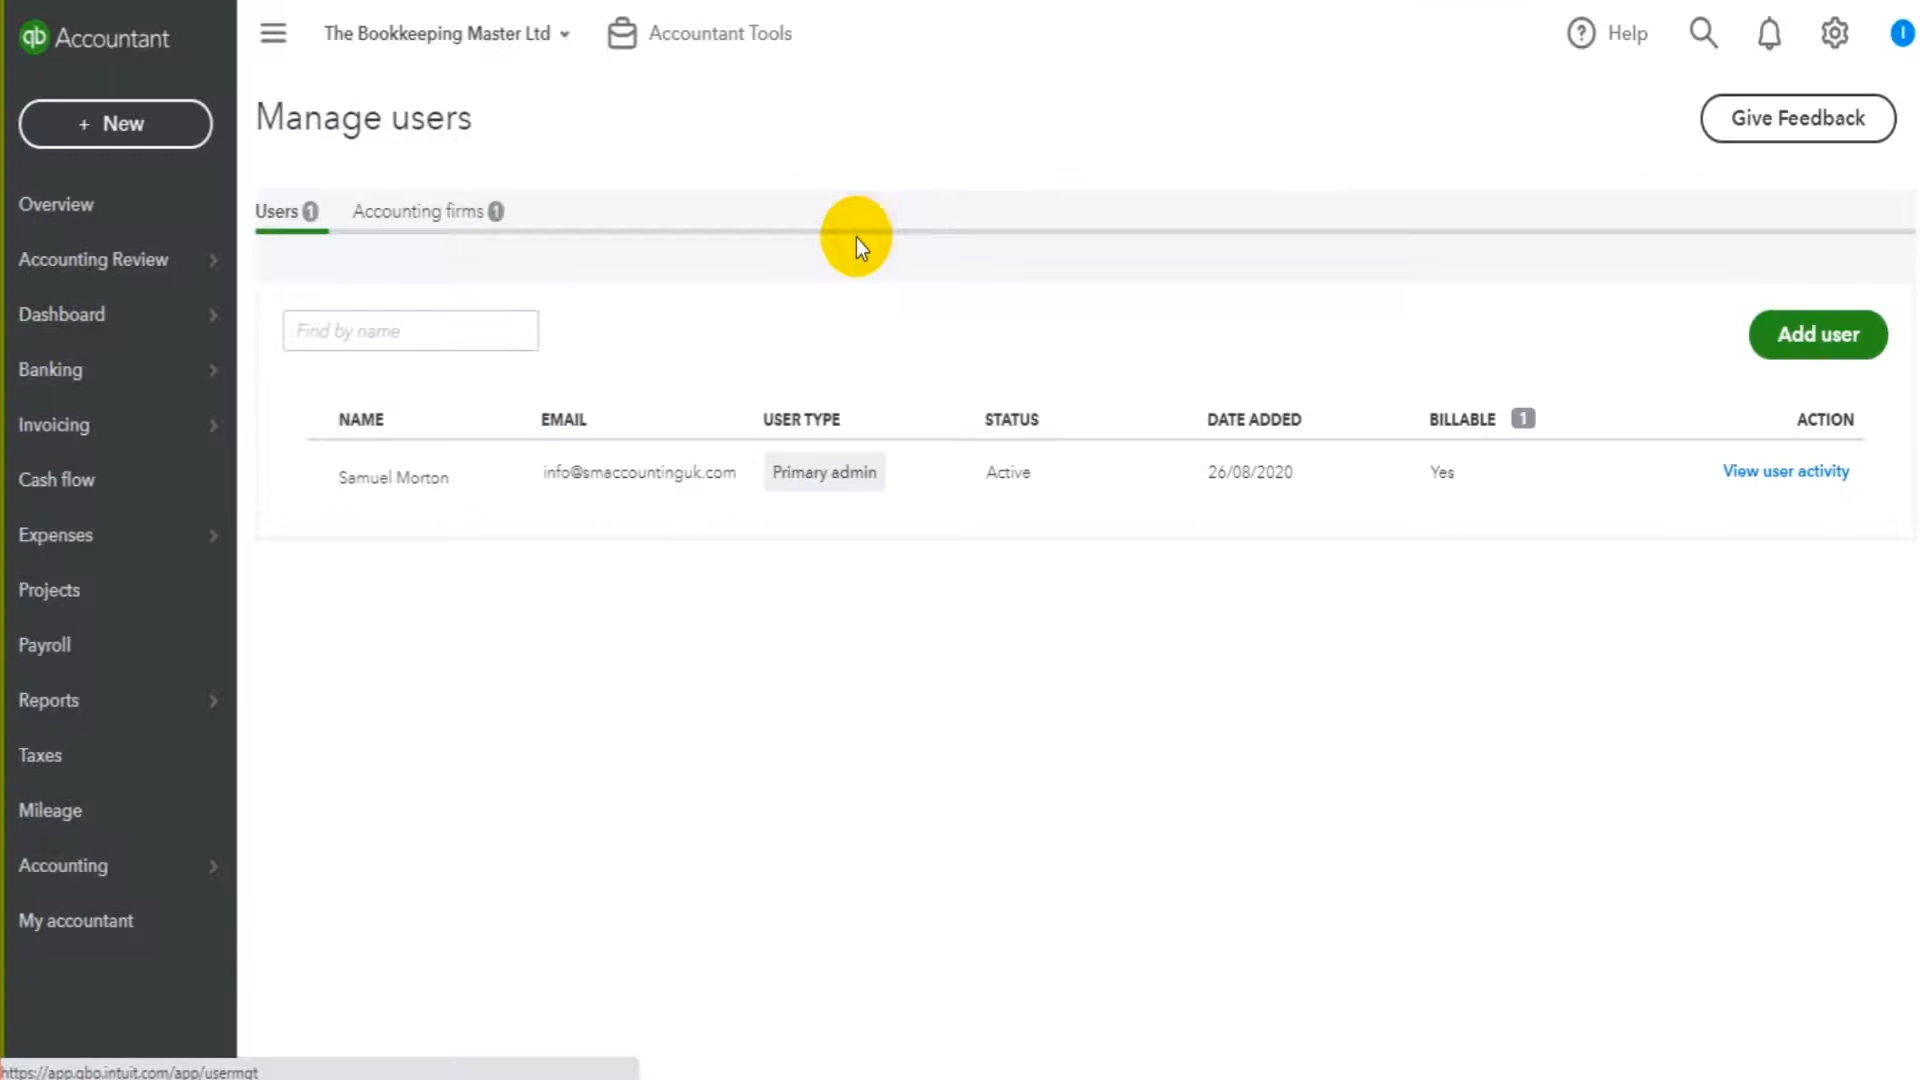 qb Accountant
The Bookkeeping Master Ltd
Accountant Tools
? Help
I
+ New
Manage users
Give Feedback
Overview
Accounting Review
Dashboard
Banking
Invoicing
Cash flow
Expenses
Projects
Payroll
Reports
Taxes
Mileage
Accounting
My accountant
Users 1
Accounting firms 1
Find by name
Add user
NAME EMAIL USER TYPE STATUS DATE ADDED BILLABLE 1 ACTION
Samuel Morton info@smaccountinguk.com Primary admin Active 26/08/2020 Yes View user activity
https://app.qbo.intuit.com/app/usermgt